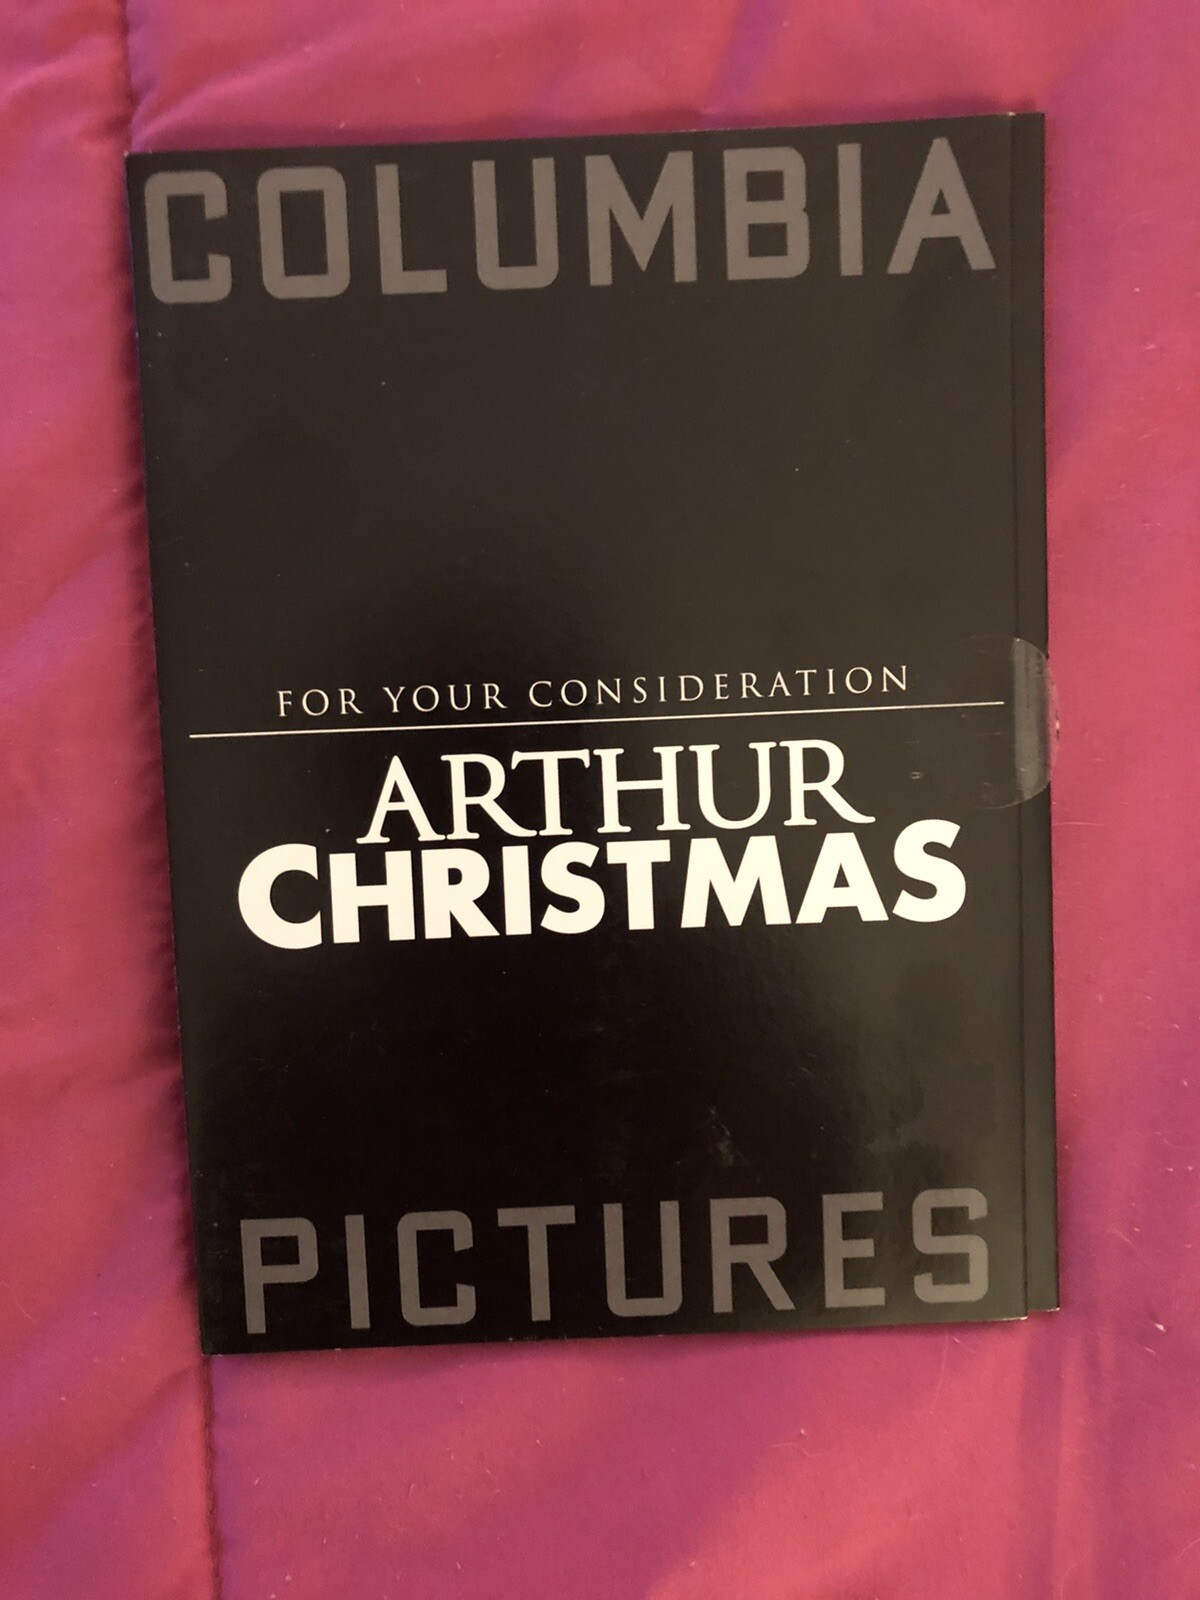 COLUMBIA
FOR YOUR CONSIDERATION
ARTHUR
CHRISTMAS
PICTURES